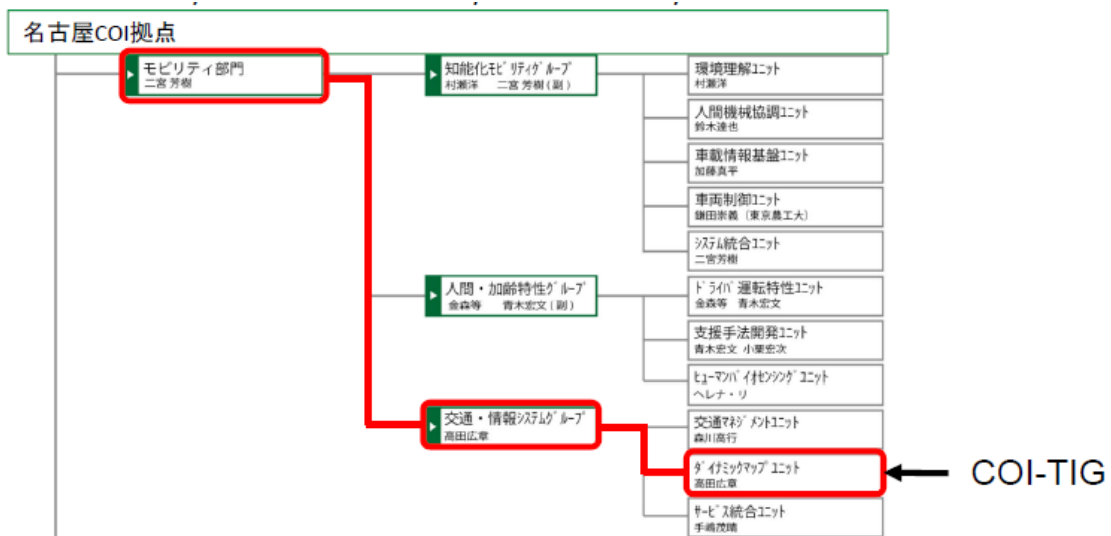 名古屋COI拠点
モビリティ部門
二宮 芳樹
知能化モビリティグループ
村瀬洋 二宮 芳樹(副)
環境理解ユニット
村瀬洋
人間機械協調ユニット
鈴木達也
車載情報基盤ユニット
加藤真平
車両制御ユニット
鎌田崇義(東京農工大)
システム統合ユニット
二宮芳樹
人間・加齢特性グループ
金森等 青木宏文(副)
ドライバ運転特性ユニット
金森等 青木宏文
支援手法開発ユニット
青木宏文 小栗宏次
ヒューマンバイオセンシングユニット
ヘレナ・リ
交通・情報システムグループ
高田広章
交通マネジメントユニット
森川高行
ダイナミックマップユニット
高田広章
COI-TIG
サービス統合ユニット
手嶋茂晴